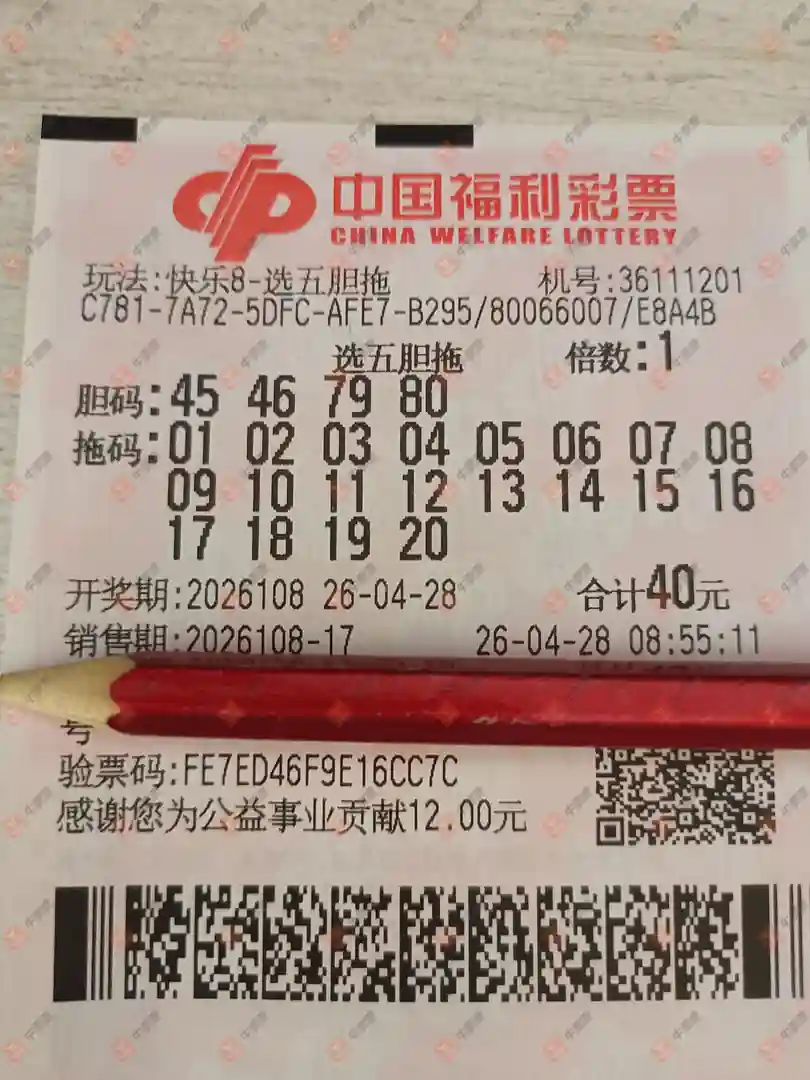 中国福利彩票
CHINA WELFARE LOTTERY
玩法:快乐8-选五胆拖 机号:36111201
C781-7A72-5DFC-AFE7-B295/80066007/E8A4B
选五胆拖 倍数:1
胆码:45 46 79 80
拖码:01 02 03 04 05 06 07 08
09 10 11 12 13 14 15 16
17 18 19 20
开奖期:2026108 26-04-28 合计40元
销售期:2026108-17 26-04-28 08:55:11
号
验票码:FE7ED46F9E16CC7C
感谢您为公益事业贡献12.00元